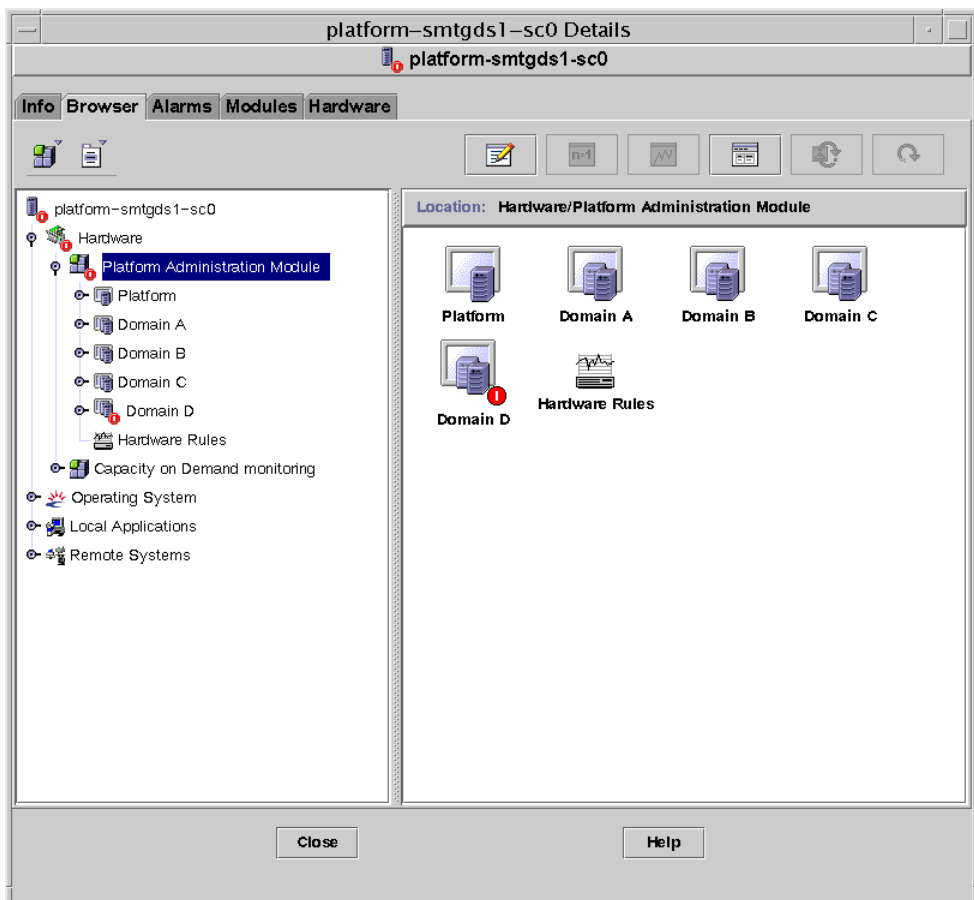 platform-smtgds1-sc0 Details
platform-smtgds1-sc0
Info Browser Alarms Modules Hardware
n=1
platform-smtgds1-sc0
Hardware
Platform Administration Module
Platform
Domain A
Domain B
Domain C
Domain D
Hardware Rules
Capacity on Demand monitoring
Operating System
Local Applications
Remote Systems
Location: Hardware/Platform Administration Module
Platform Domain A Domain B Domain C
Domain D Hardware Rules
Close Help